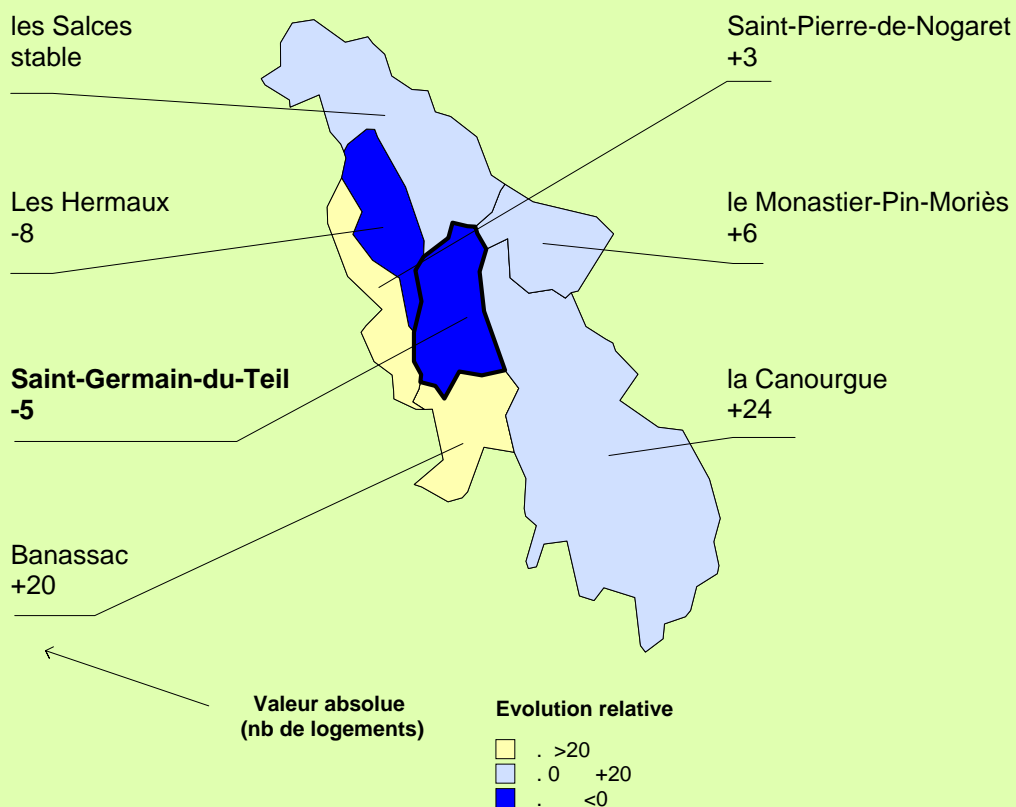 les Salces
stable
Saint-Pierre-de-Nogaret
+3
Les Hermaux
-8
le Monastier-Pin-Moriès
+6
Saint-Germain-du-Teil
-5
la Canourgue
+24
Banassac
+20
Valeur absolue
(nb de logements)
Evolution relative
. >20
. 0 +20
. <0